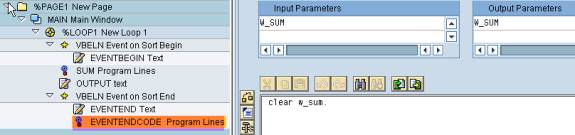 %PAGE1 New Page
MAIN Main Window
%LOOP1 New Loop 1
VBELN Event on Sort Begin
EVENTBEGIN Text
SUM Program Lines
OUTPUT text
VBELN Event on Sort End
EVENTEND Text
EVENTENDCODE Program Lines
Input Parameters
W_SUM
Output Parameters
W_SUM
clear w_sum.